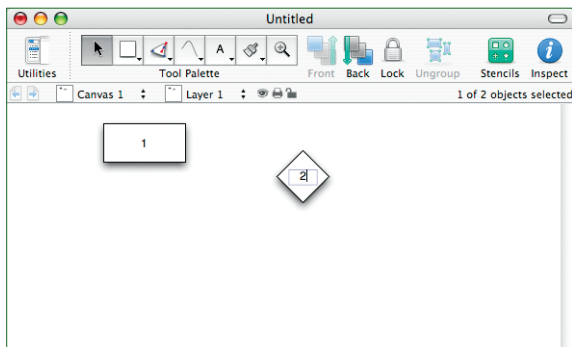 Untitled
Utilities
Tool Palette
A
Front Back Lock Ungroup Stencils Inspect
Canvas 1 Layer 1 1 of 2 objects selected
1
2